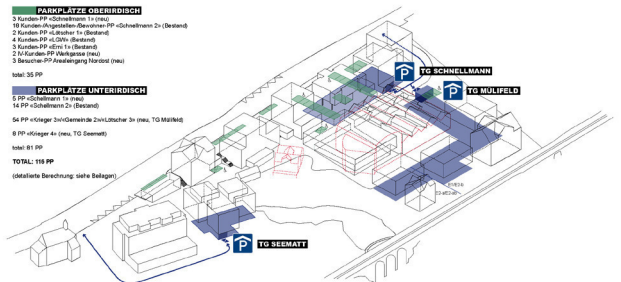 PARKPLÄTZE OBERIRDISCH
3 Kunden-PP «Schnellmann 1» (neu)
18 Kunden-/Angestellen-/Bewohner-PP «Schnellmann 2» (Bestand)
2 Kunden-PP «Lötscher 1» (Bestand)
4 Kunden-PP «LGW» (Bestand)
3 Kunden-PP «Erni 1» (Bestand)
2 IV-Kunden-PP Werkgasse (neu)
3 Besucher-PP Arealeingang Nordost (neu)
total: 35 PP
PARKPLÄTZE UNTERIRDISCH
5 PP «Schellmann 1» (neu)
14 PP «Schellmann 2» (Bestand)
54 PP «Krieger 3»/«Gemeinde 2»/«Lötscher 3» (neu, TG Mülifeld)
8 PP «Krieger 4» (neu, TG Seematt)
total: 81 PP
TOTAL: 116 PP
(detailierte Berechnung: siehe Beilagen)
P TG SCHNELLMANN
P TG MÜLIFELD
P TG SEEMATT